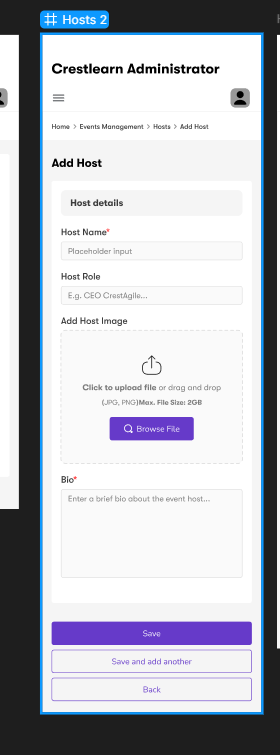 Hosts 2
Crestlearn Administrator
Home > Events Management > Hosts > Add Host
Add Host
Host details
Host Name*
Placeholder input
Host Role
E.g. CEO CrestAgile...
Add Host Image
Click to upload file or drag and drop
(JPG, PNG)Max. File Size: 2GB
Browse File
Bio*
Enter a brief bio about the event host...
Save
Save and add another
Back